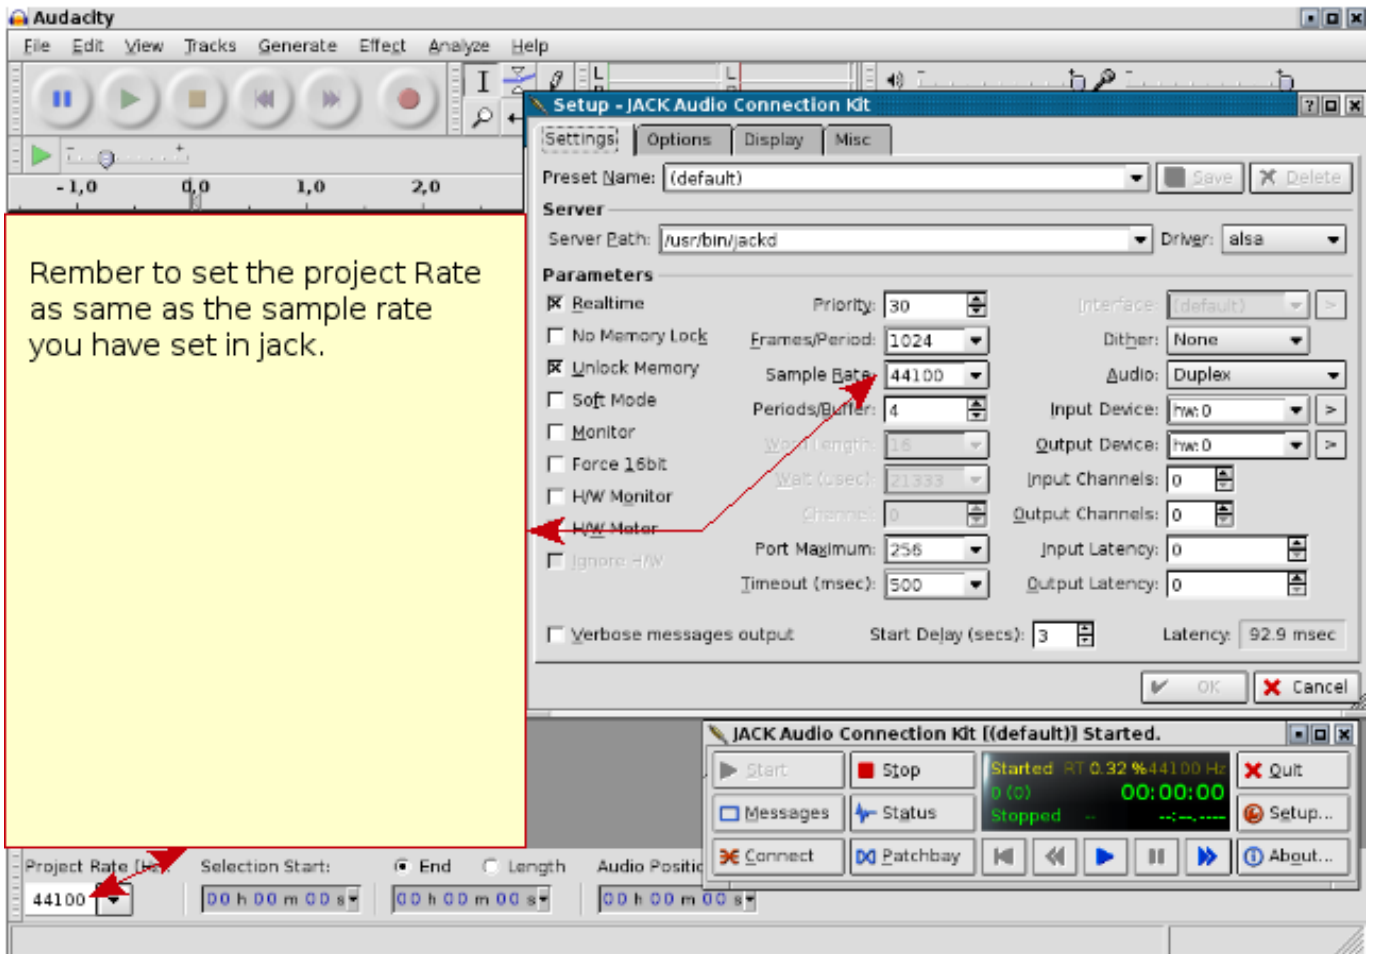 Audacity
File Edit View Tracks Generate Effect Analyze Help
L L
Setup - JACK Audio Connection Kit
Settings Options Display Misc
-1,0 0,0 1,0 2,0
Preset Name: (default) Save Delete
Server
Server Path: /usr/bin/jackd Driver: alsa
Rember to set the project Rate
as same as the sample rate
you have set in jack.
Parameters
Realtime Priority: 30 Interface: (default) >
No Memory Lock Frames/Period: 1024 Dither: None
Unlock Memory Sample Rate: 44100 Audio: Duplex
Soft Mode Periods/Buffer: 4 Input Device: hw:0 >
Monitor Word Length: 16 Output Device: hw:0 >
Force 16bit Wait (usec): 21333 Input Channels: 0
H/W Monitor Channel: 0 Output Channels: 0
H/W Meter Port Maximum: 256 Input Latency: 0
Ignore H/W Timeout (msec): 500 Output Latency: 0
Verbose messages output Start Delay (secs): 3 Latency: 92.9 msec
OK Cancel
JACK Audio Connection Kit [(default)] Started.
Start Stop Started RT 0.32 % 44100 Hz Quit
0 (0) 00:00:00
Messages Status Stopped -- --:--.---- Setup...
Connect Patchbay About...
Project Rate (Hz): Selection Start: End Length Audio Positio
44100 00 h 00 m 00 s 00 h 00 m 00 s 00 h 00 m 00 s